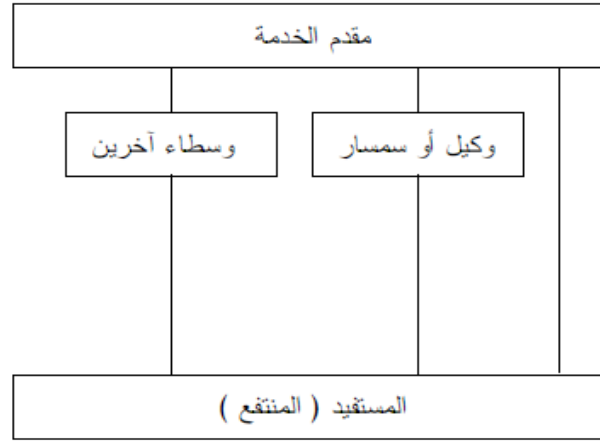 مقدم الخدمة
وكيل أو سمسار
وسطاء آخرين
المستفيد ( المنتفع )